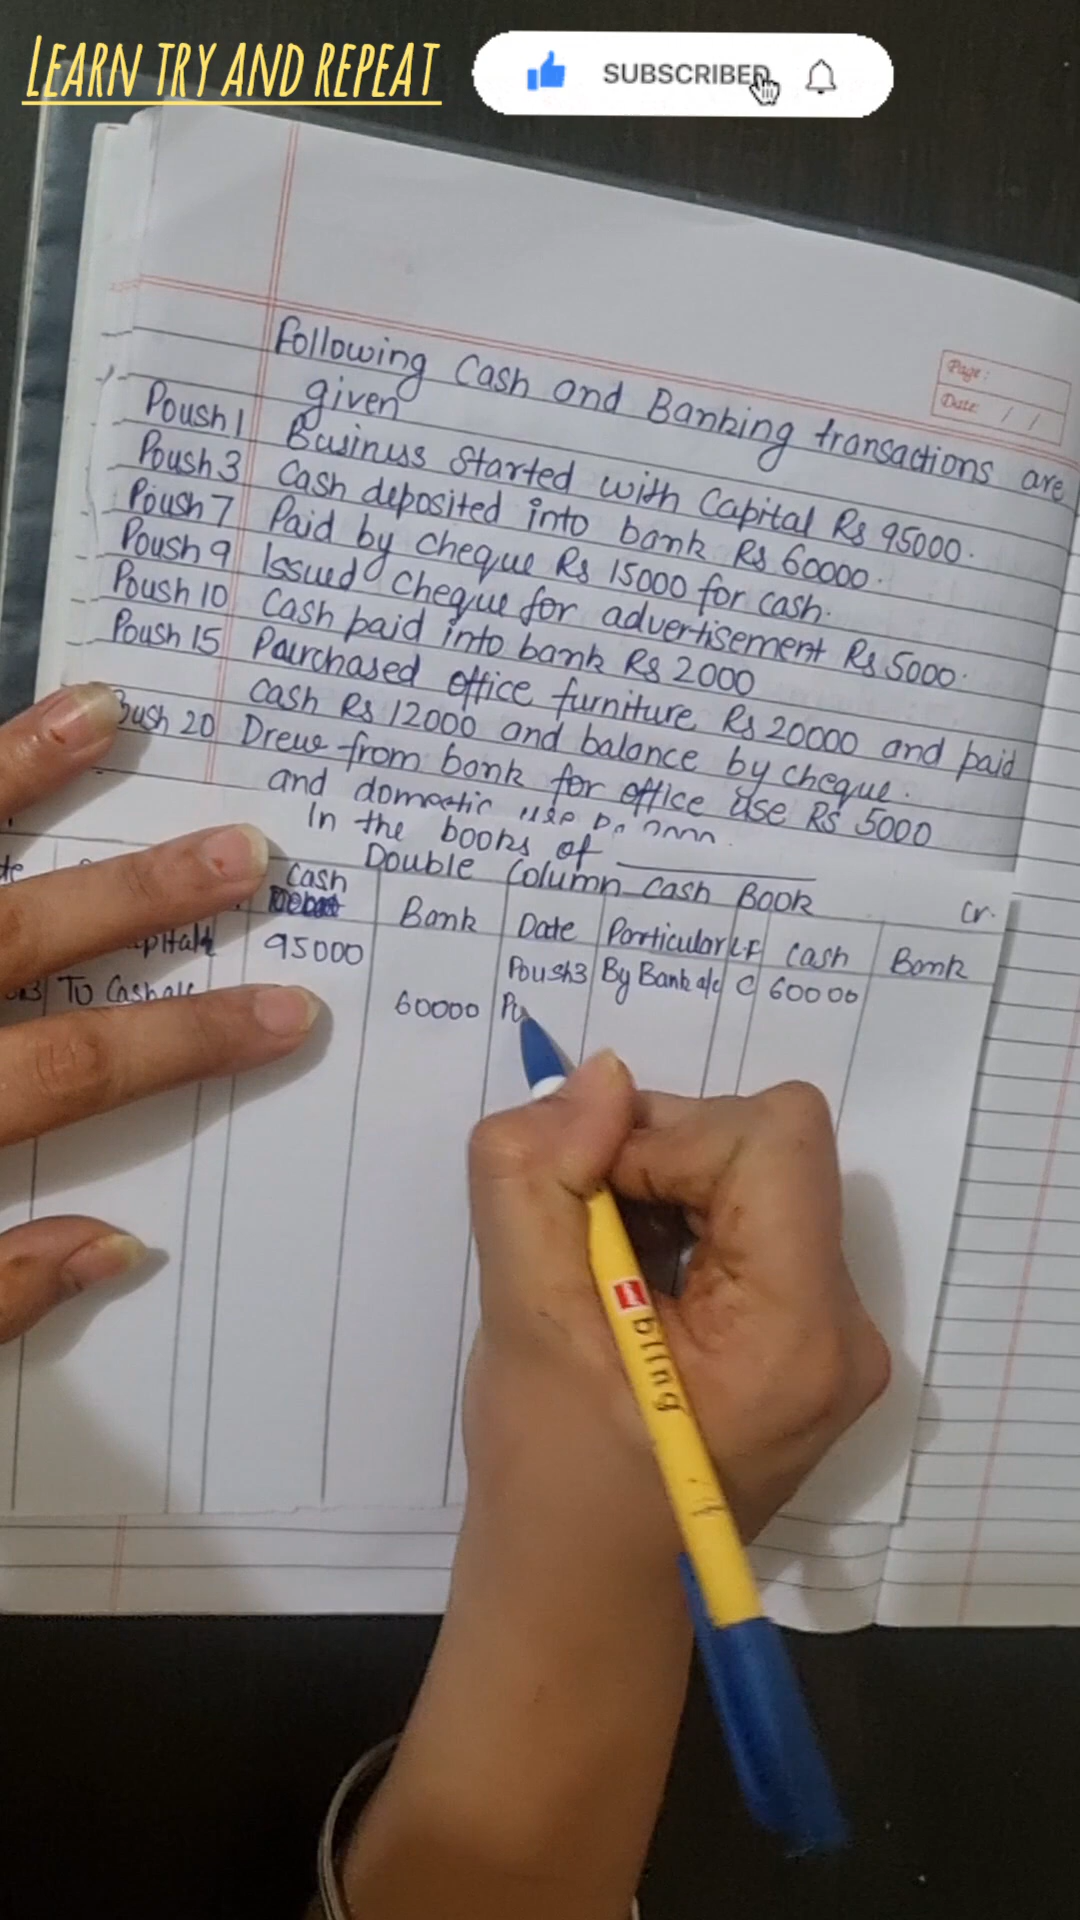 LEARN TRY AND REPEAT
SUBSCRIBED
Page:
Date: / /
Following Cash and Banking transactions are
given
Poush 1 Businuss started with Capital Rs 95000.
Poush 3 Cash deposited into bank Rs 60000.
Poush 7 Paid by cheque Rs 15000 for cash.
Poush 9 Issued cheque for advertisement Rs 5000.
Poush 10 Cash paid into bank Rs 2000
Poush 15 Purchased office furniture Rs 20000 and paid
cash Rs 12000 and balance by cheque.
Poush 20 Drew from bank for office use Rs 5000
and domestic use
In the books of
Double Column Cash Book
Cr.
Cash Bank Date Particular L.F Cash Bank
95000
Poush3 By Bank a/c C 60000
To Cash a/c 60000
bling